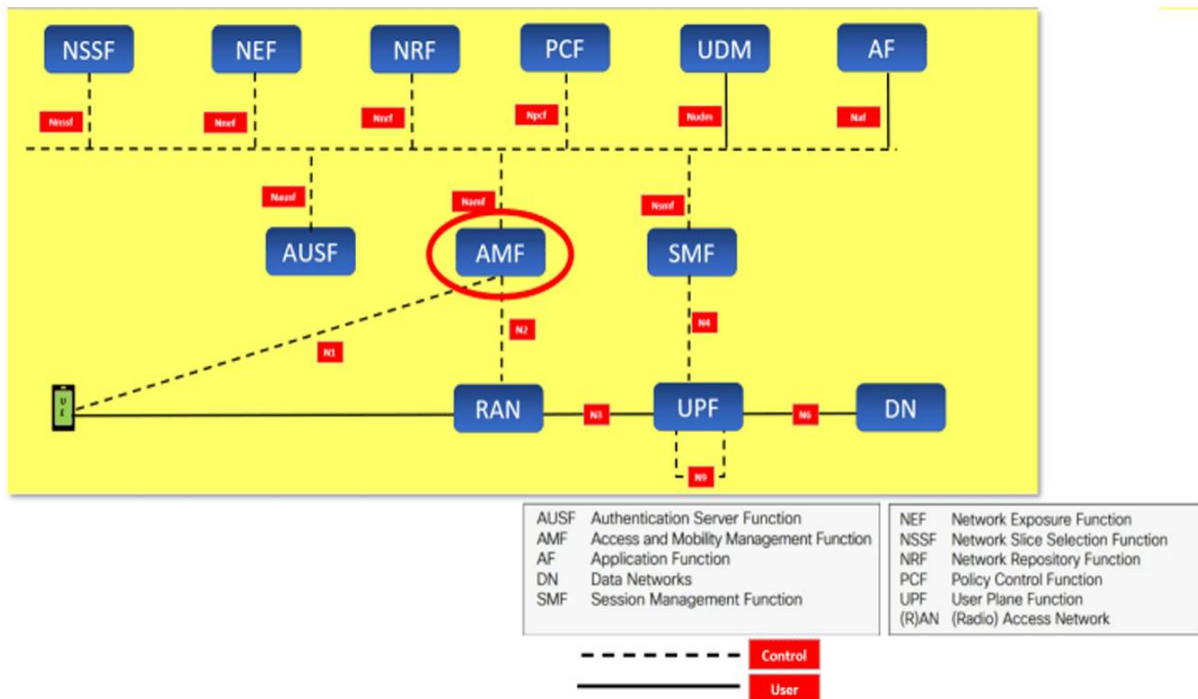 NSSF NEF NRF PCF UDM AF
Nnssf Nnef Nnrf Npcf Nudm Naf
Nausf Namf Nsmf
AUSF AMF SMF
N1 N2 N4
UE
RAN N3 UPF N6 DN
N9
AUSF Authentication Server Function
AMF Access and Mobility Management Function
AF Application Function
DN Data Networks
SMF Session Management Function
NEF Network Exposure Function
NSSF Network Slice Selection Function
NRF Network Repository Function
PCF Policy Control Function
UPF User Plane Function
(R)AN (Radio) Access Network
Control
User